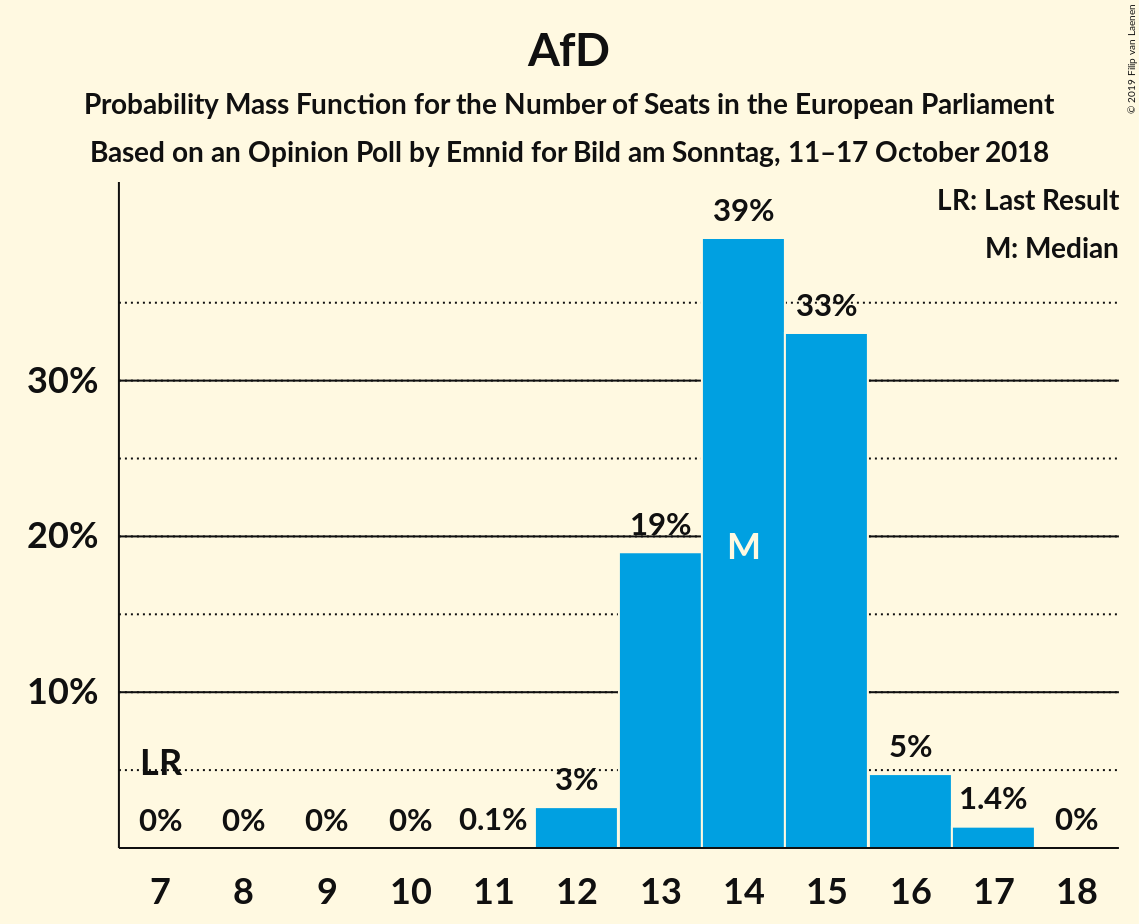 AfD
Probability Mass Function for the Number of Seats in the European Parliament
Based on an Opinion Poll by Emnid for Bild am Sonntag, 11–17 October 2018
© 2019 Filip van Laenen
LR: Last Result
M: Median
39%
33%
30%
19%
20%
M
10%
LR
5%
3%
1.4%
0% 0% 0% 0% 0.1% 0%
7 8 9 10 11 12 13 14 15 16 17 18